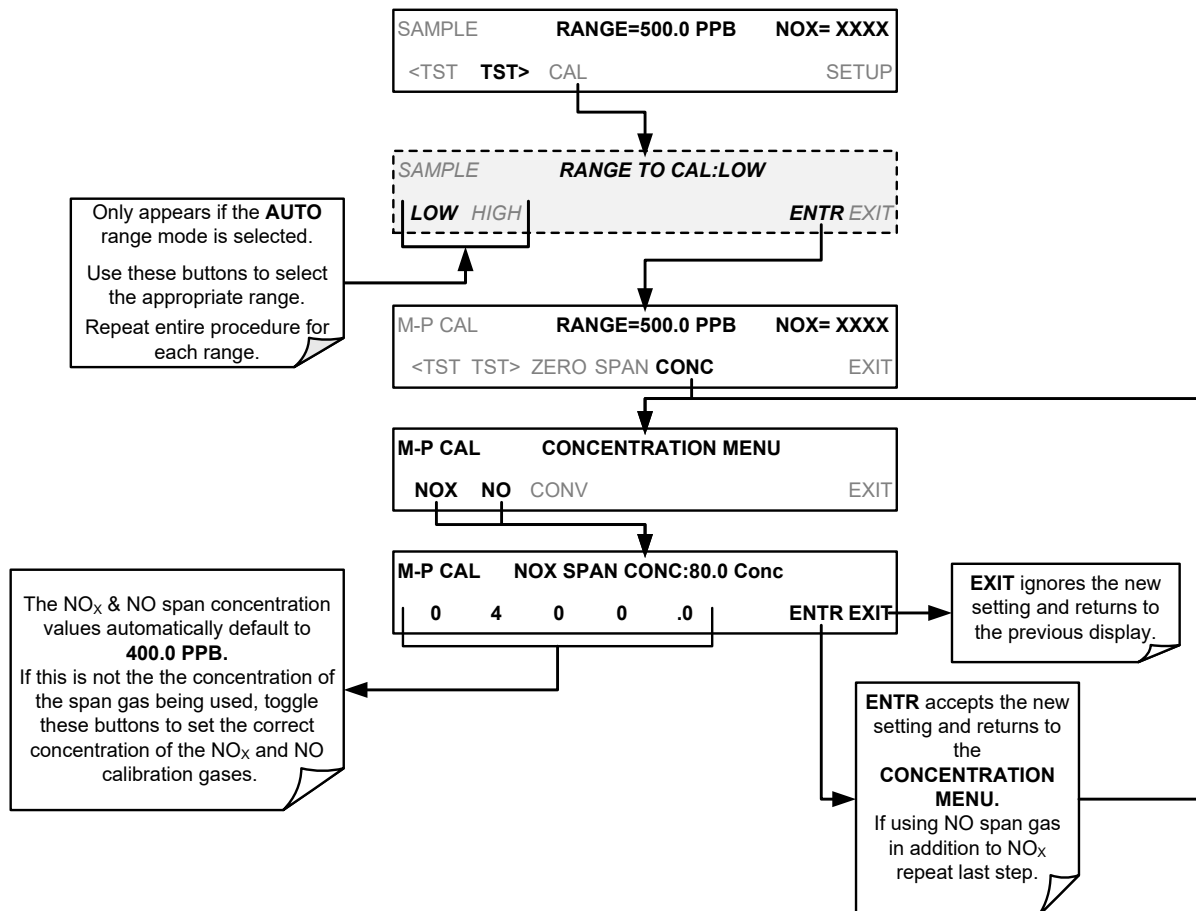 SAMPLE RANGE=500.0 PPB NOX= XXXX
<TST TST> CAL SETUP
SAMPLE RANGE TO CAL:LOW
LOW HIGH ENTR EXIT
Only appears if the AUTO
range mode is selected.
Use these buttons to select
the appropriate range.
Repeat entire procedure for
each range.
M-P CAL RANGE=500.0 PPB NOX= XXXX
<TST TST> ZERO SPAN CONC EXIT
M-P CAL CONCENTRATION MENU
NOX NO CONV EXIT
M-P CAL NOX SPAN CONC:80.0 Conc
0 4 0 0 .0 ENTR EXIT
The NOX & NO span concentration
values automatically default to
400.0 PPB.
If this is not the the concentration of
the span gas being used, toggle
these buttons to set the correct
concentration of the NOX and NO
calibration gases.
EXIT ignores the new
setting and returns to
the previous display.
ENTR accepts the new
setting and returns to
the
CONCENTRATION
MENU.
If using NO span gas
in addition to NOX
repeat last step.